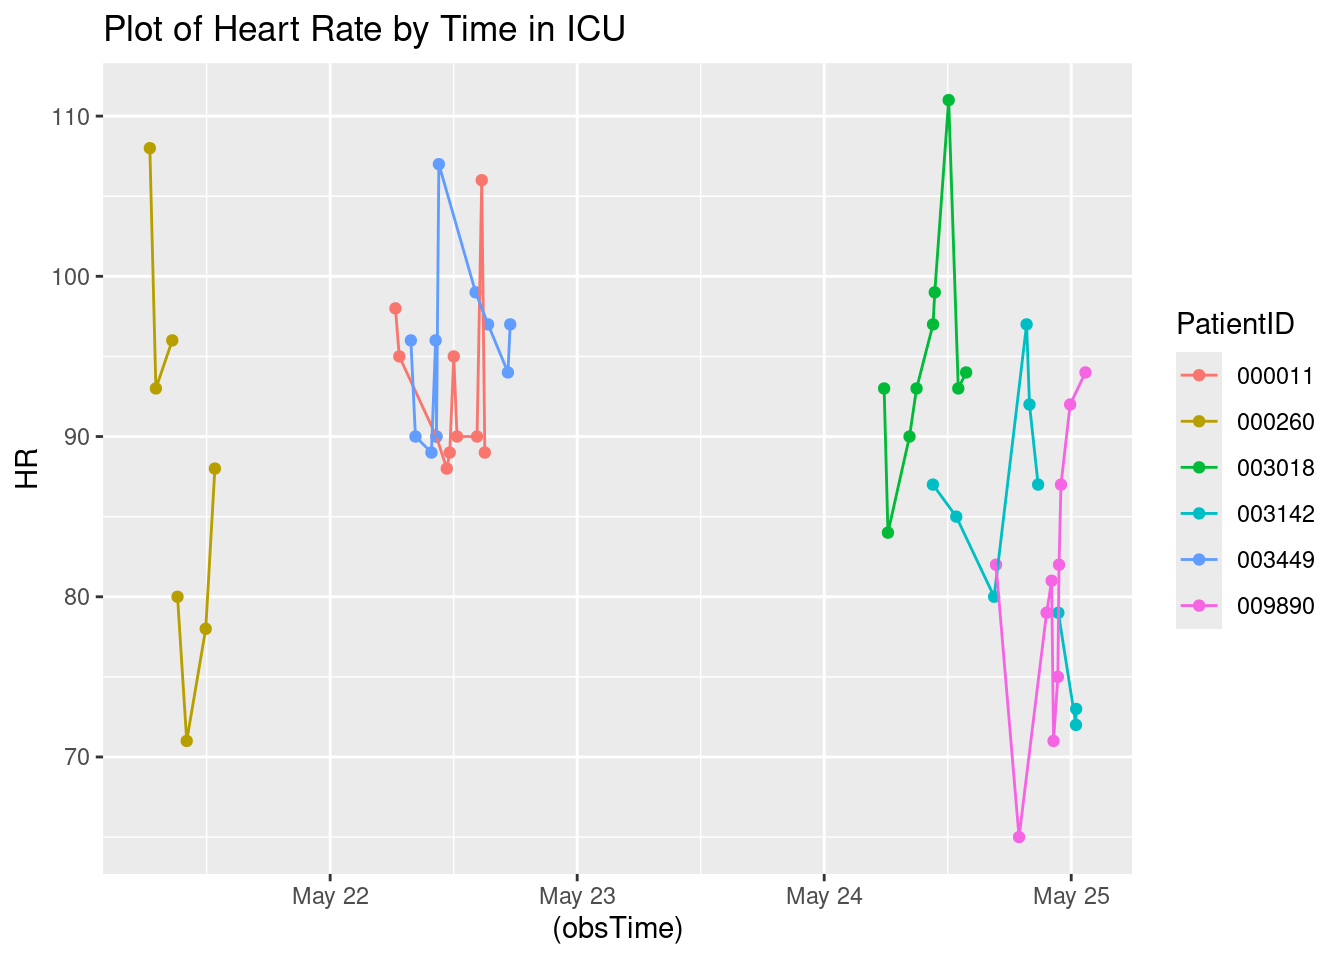 Plot of Heart Rate by Time in ICU
110
100
90
80
70
HR
May 22
May 23
May 24
May 25
(obsTime)
PatientID
000011
000260
003018
003142
003449
009890